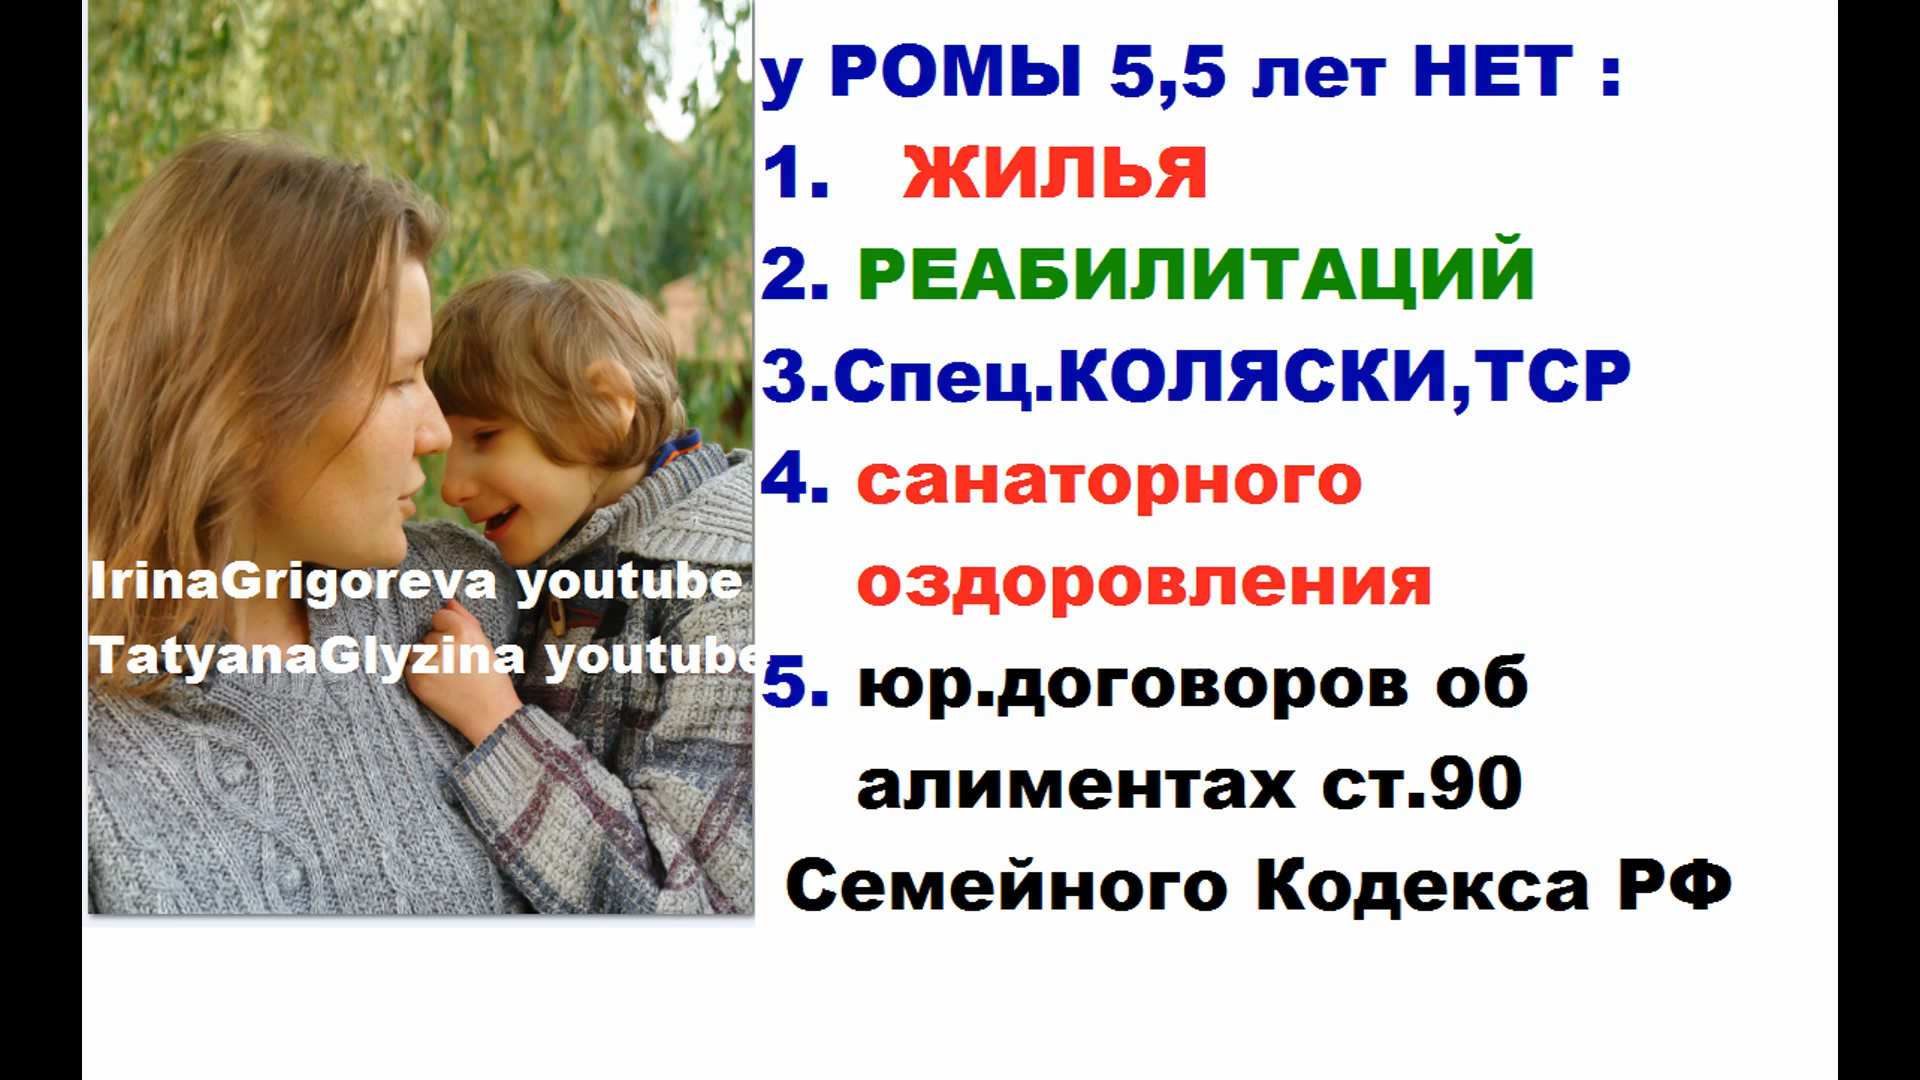 у РОМЫ 5,5 лет НЕТ :
1. ЖИЛЬЯ
2. РЕАБИЛИТАЦИЙ
3.Спец.КОЛЯСКИ,ТСР
4. санаторного
оздоровления
5. юр.договоров об
алиментах ст.90
Семейного Кодекса РФ
IrinaGrigoreva youtube
TatyanaGlyzina youtube